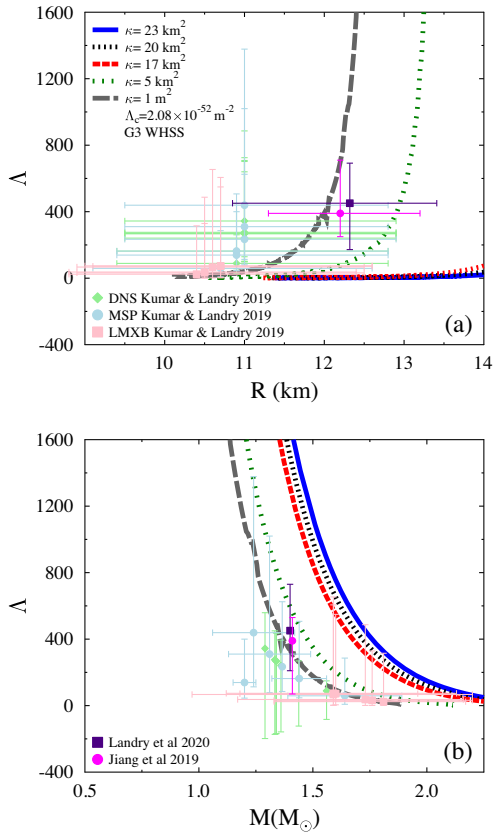 1600
1200
800
400
0
-400
Λ
κ= 23 km²
κ= 20 km²
κ= 17 km²
κ= 5 km²
κ= 1 m²
Λc=2.08×10⁻⁵² m⁻²
G3 WHSS
DNS Kumar & Landry 2019
MSP Kumar & Landry 2019
LMXB Kumar & Landry 2019
(a)
10 11 12 13 14
R (km)
1600
1200
800
400
0
-400
Λ
Landry et al 2020
Jiang et al 2019
(b)
0.5 1.0 1.5 2.0
M(M⊙)